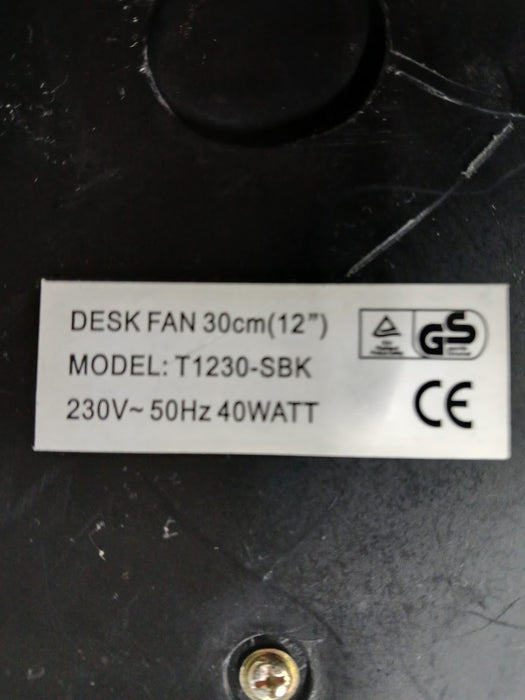 DESK FAN 30cm(12”)
MODEL: T1230-SBK
230V~ 50Hz 40WATT
GS
CE